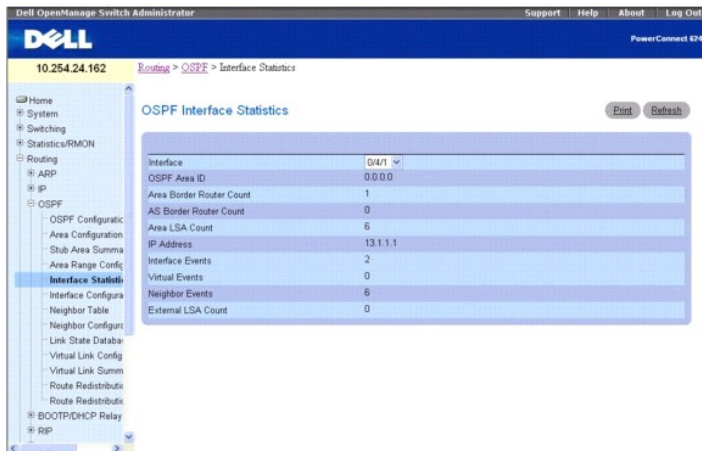 Dell OpenManage Switch Administrator Support Help About Log Out
DELL
PowerConnect 624
10.254.24.162
Routing > OSPF > Interface Statistics
Home
System
Switching
Statistics/RMON
Routing
ARP
IP
OSPF
OSPF Configuratic
Area Configuration
Stub Area Summa
Area Range Config
Interface Statistic
Interface Configura
Neighbor Table
Neighbor Configura
Link State Databa
Virtual Link Config
Virtual Link Summ
Route Redistributic
Route Redistributic
BOOTP/DHCP Relay
RIP
OSPF Interface Statistics
Print Refresh
Interface 0/4/1
OSPF Area ID 0.0.0.0
Area Border Router Count 1
AS Border Router Count 0
Area LSA Count 6
IP Address 13.1.1.1
Interface Events 2
Virtual Events 0
Neighbor Events 6
External LSA Count 0